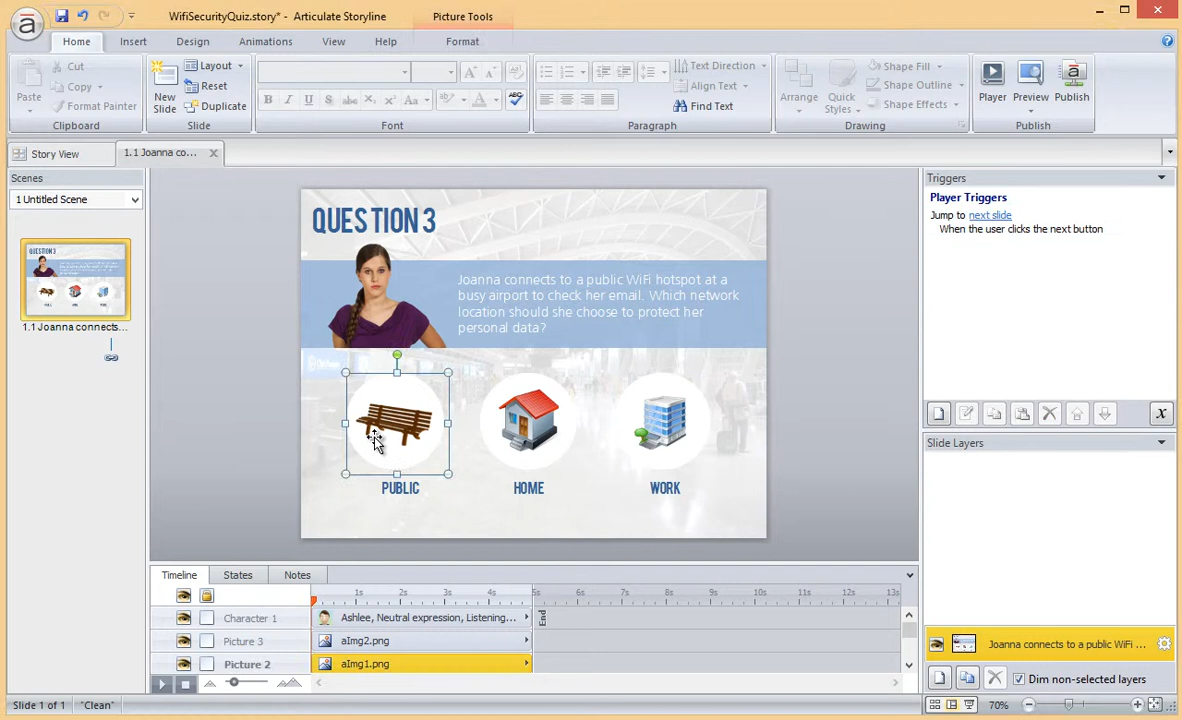 WifiSecurityQuiz.story* - Articulate Storyline
Picture Tools
Home
Insert
Design
Animations
View
Help
Format
Paste
Cut
Copy
Format Painter
Clipboard
New
Slide
Layout
Reset
Duplicate
Slide
B I U S abc
Aa
A
ABC
Font
Text Direction
Align Text
Find Text
Paragraph
Arrange
Quick
Styles
Shape Fill
Shape Outline
Shape Effects
Drawing
Player
Preview
Publish
Publish
Story View
1.1 Joanna co...
Scenes
1 Untitled Scene
1.1 Joanna connects...
QUESTION 3
Joanna connects to a public WiFi hotspot at a
busy airport to check her email. Which network
location should she choose to protect her
personal data?
PUBLIC
HOME
WORK
Triggers
Player Triggers
Jump to next slide
When the user clicks the next button
Slide Layers
Joanna connects to a public WiFi ...
Dim non-selected layers
Timeline
States
Notes
1s 2s 3s 4s 5s 6s 7s 8s 9s 10s 11s 12s 13s
Character 1
Ashlee, Neutral expression, Listening...
End
Picture 3
aImg2.png
Picture 2
aImg1.png
Slide 1 of 1
"Clean"
70%